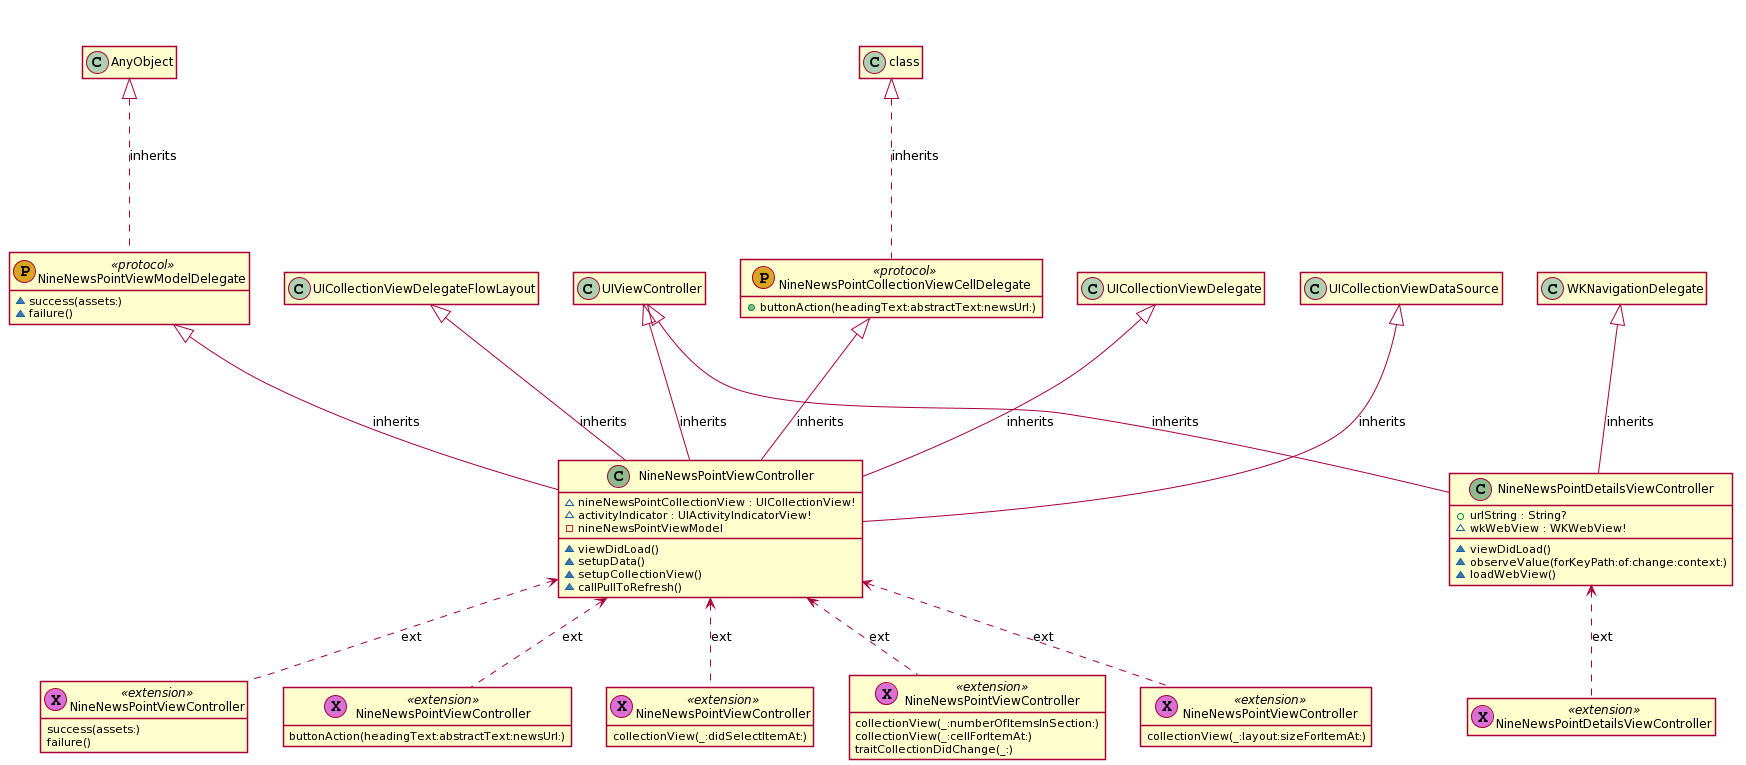 C AnyObject
C class
inherits
inherits
P «protocol»
NineNewsPointViewModelDelegate
success(assets:)
failure()
C UICollectionViewDelegateFlowLayout
C UIViewController
P «protocol»
NineNewsPointCollectionViewCellDelegate
buttonAction(headingText:abstractText:newsUrl:)
C UICollectionViewDelegate
C UICollectionViewDataSource
C WKNavigationDelegate
inherits
inherits
inherits
inherits
inherits
inherits
inherits
inherits
C NineNewsPointViewController
nineNewsPointCollectionView : UICollectionView!
activityIndicator : UIActivityIndicatorView!
nineNewsPointViewModel
viewDidLoad()
setupData()
setupCollectionView()
callPullToRefresh()
C NineNewsPointDetailsViewController
urlString : String?
wkWebView : WKWebView!
viewDidLoad()
observeValue(forKeyPath:of:change:context:)
loadWebView()
ext
ext
ext
ext
ext
ext
X «extension»
NineNewsPointViewController
success(assets:)
failure()
X «extension»
NineNewsPointViewController
buttonAction(headingText:abstractText:newsUrl:)
X «extension»
NineNewsPointViewController
collectionView(_:didSelectItemAt:)
X «extension»
NineNewsPointViewController
collectionView(_:numberOfItemsInSection:)
collectionView(_:cellForItemAt:)
traitCollectionDidChange(_:)
X «extension»
NineNewsPointViewController
collectionView(_:layout:sizeForItemAt:)
X «extension»
NineNewsPointDetailsViewController